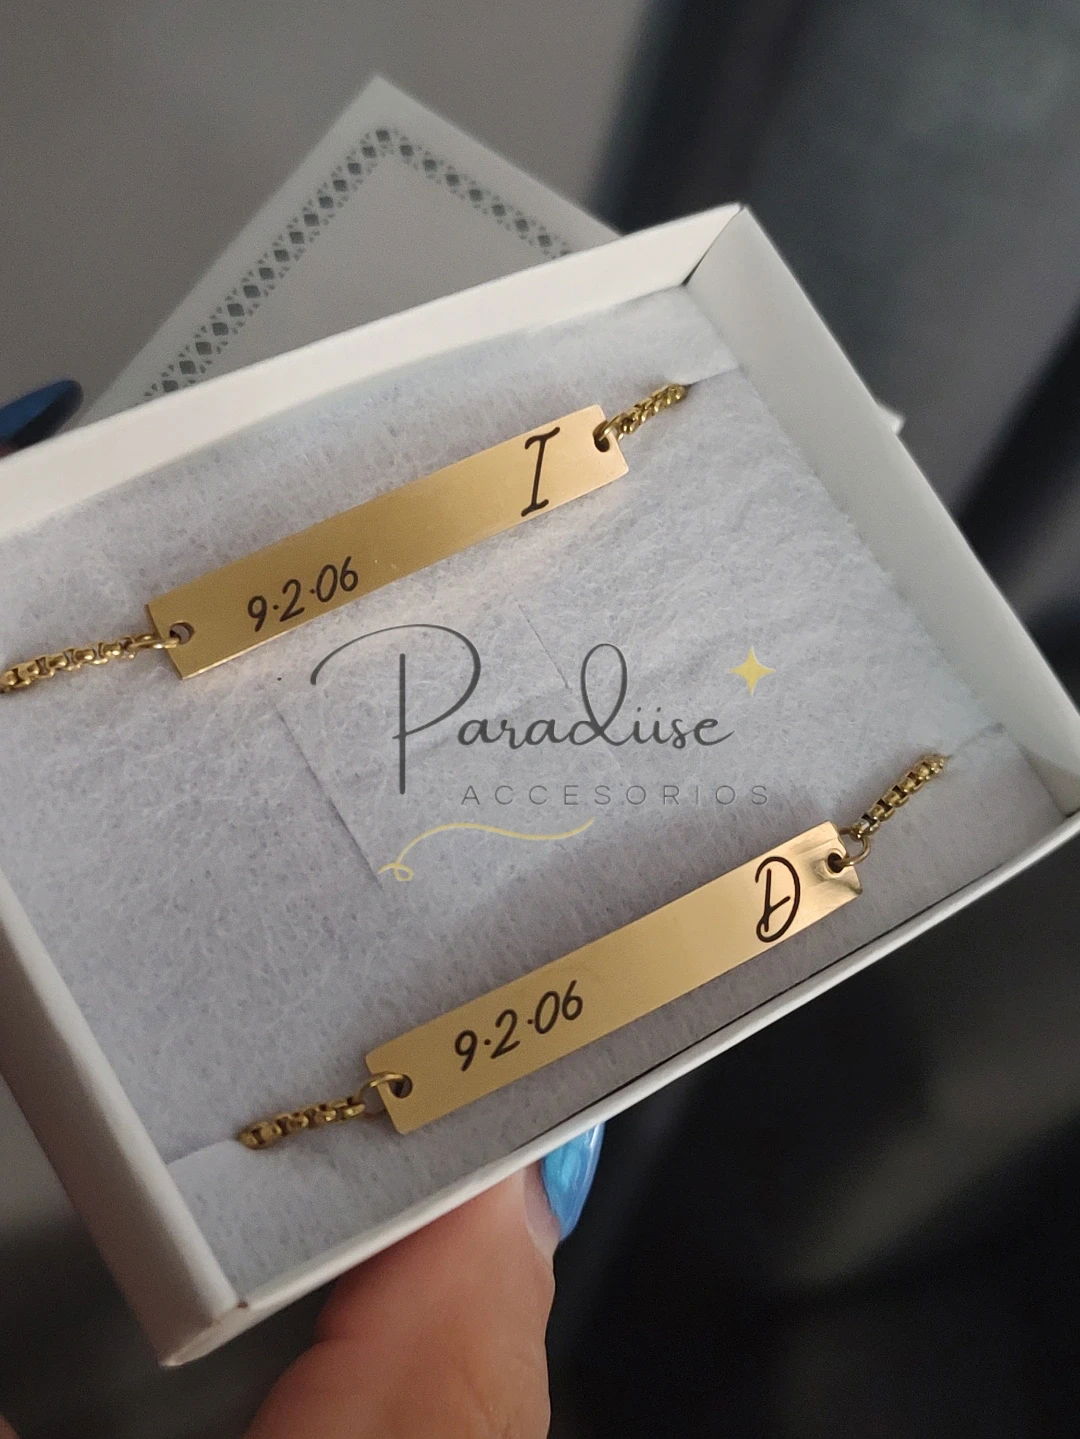 I
9·2·06
Paradiise
ACCESORIOS
D
9·2·06